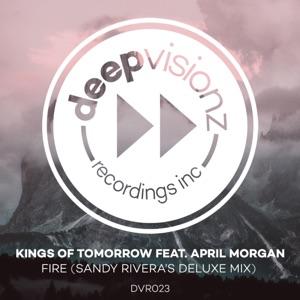 deepvisionz
recordings inc
KINGS OF TOMORROW FEAT. APRIL MORGAN
FIRE (SANDY RIVERA'S DELUXE MIX)
DVR023